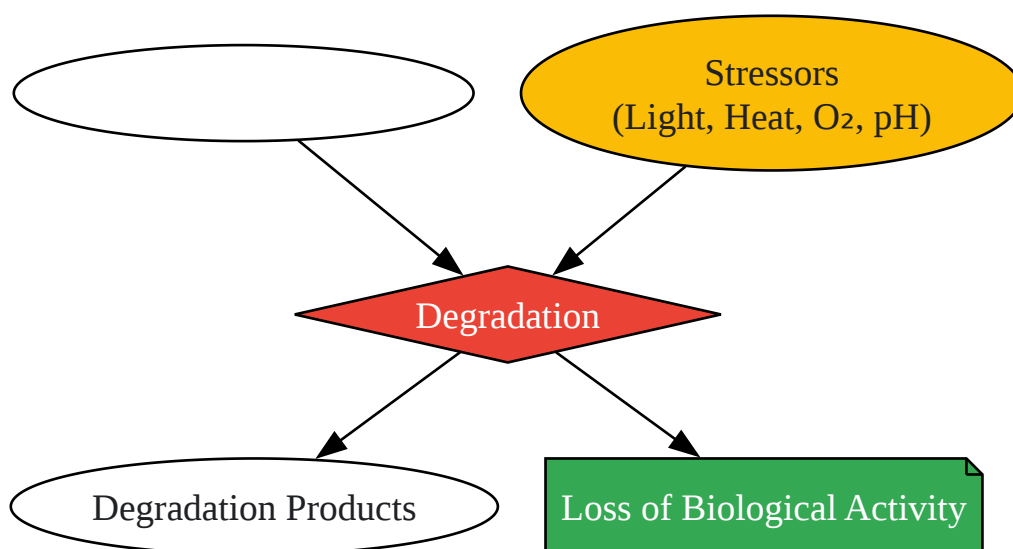 Stressors
(Light, Heat, O₂, pH)
Degradation
Degradation Products
Loss of Biological Activity